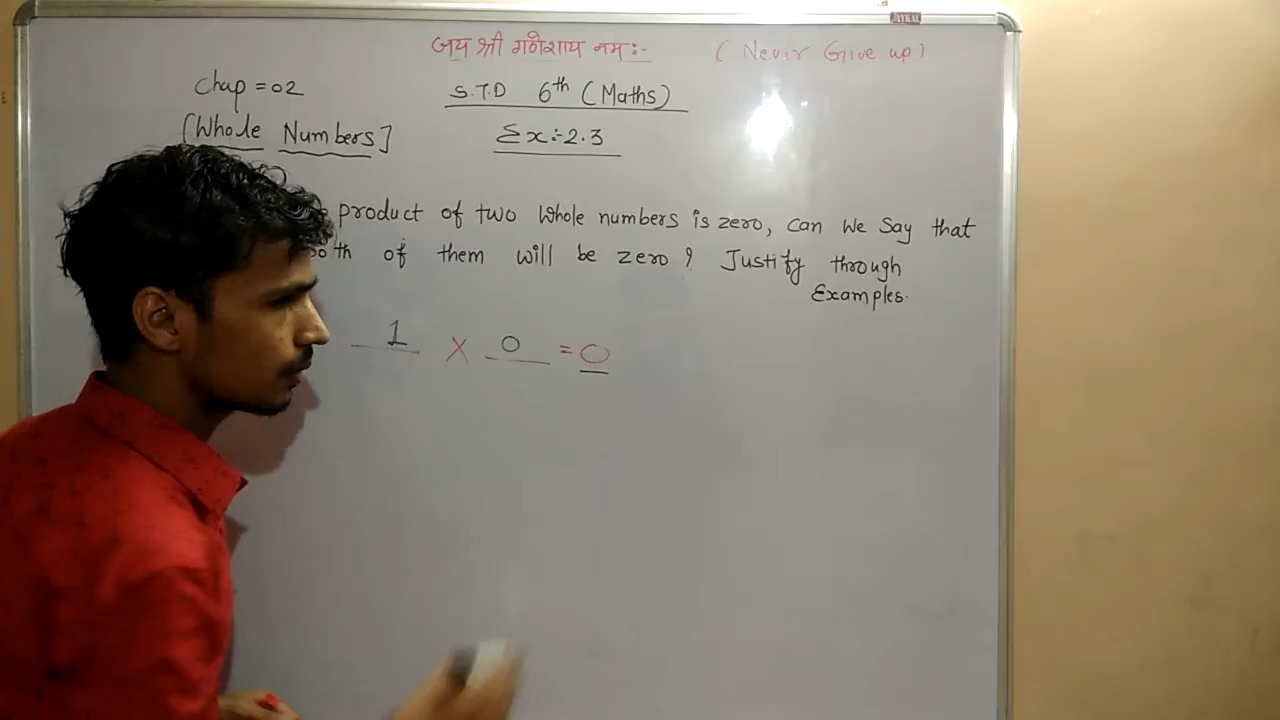 JAYKAL
जय श्री गणेशाय नमः:-
( Never Give up )
Chap = 02
S.T.D 6th (Maths)
[Whole Numbers]
Ex:-2.3
product of two Whole numbers is zero, can We Say that
of them will be zero ? Justify through
Examples.
1 X 0 = 0